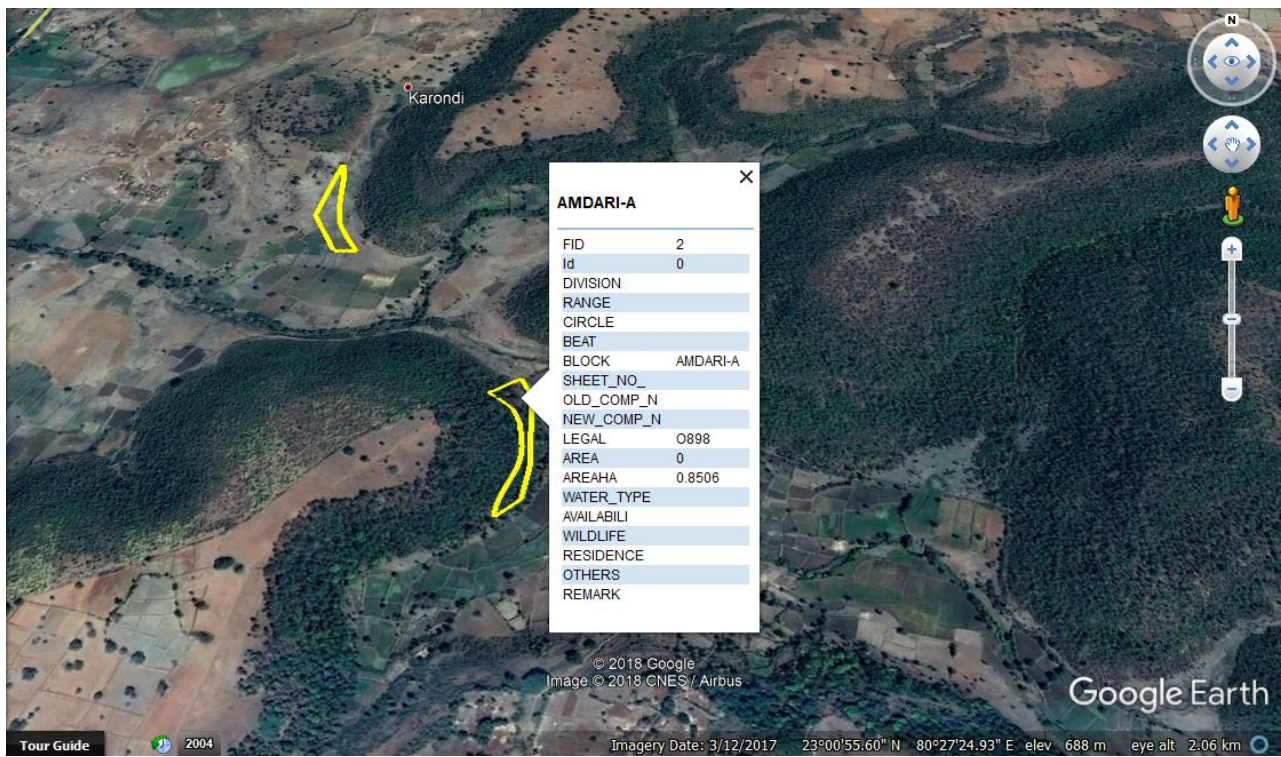 N
Karondi
AMDARI-A
FID 2
Id 0
DIVISION
RANGE
CIRCLE
BEAT
BLOCK AMDARI-A
SHEET_NO_
OLD_COMP_N
NEW_COMP_N
LEGAL O898
AREA 0
AREAHA 0.8506
WATER_TYPE
AVAILABILI
WILDLIFE
RESIDENCE
OTHERS
REMARK
© 2018 Google
Image © 2018 CNES / Airbus
Google Earth
Tour Guide 2004 Imagery Date: 3/12/2017 23°00'55.60" N 80°27'24.93" E elev 688 m eye alt 2.06 km